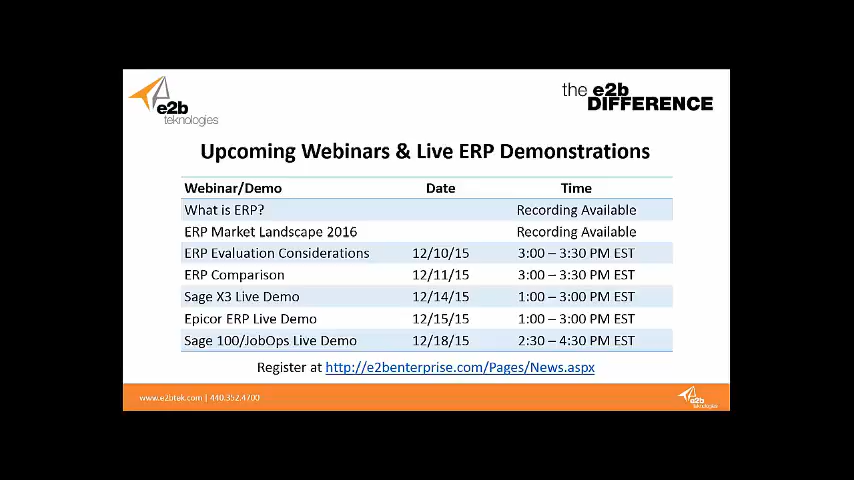 e2b
teknologies
the e2b
DIFFERENCE
Upcoming Webinars & Live ERP Demonstrations
Webinar/Demo Date Time
What is ERP? Recording Available
ERP Market Landscape 2016 Recording Available
ERP Evaluation Considerations 12/10/15 3:00 – 3:30 PM EST
ERP Comparison 12/11/15 3:00 – 3:30 PM EST
Sage X3 Live Demo 12/14/15 1:00 – 3:00 PM EST
Epicor ERP Live Demo 12/15/15 1:00 – 3:00 PM EST
Sage 100/JobOps Live Demo 12/18/15 2:30 – 4:30 PM EST
Register at http://e2benterprise.com/Pages/News.aspx
www.e2btek.com | 440.352.4700
e2b
teknologies